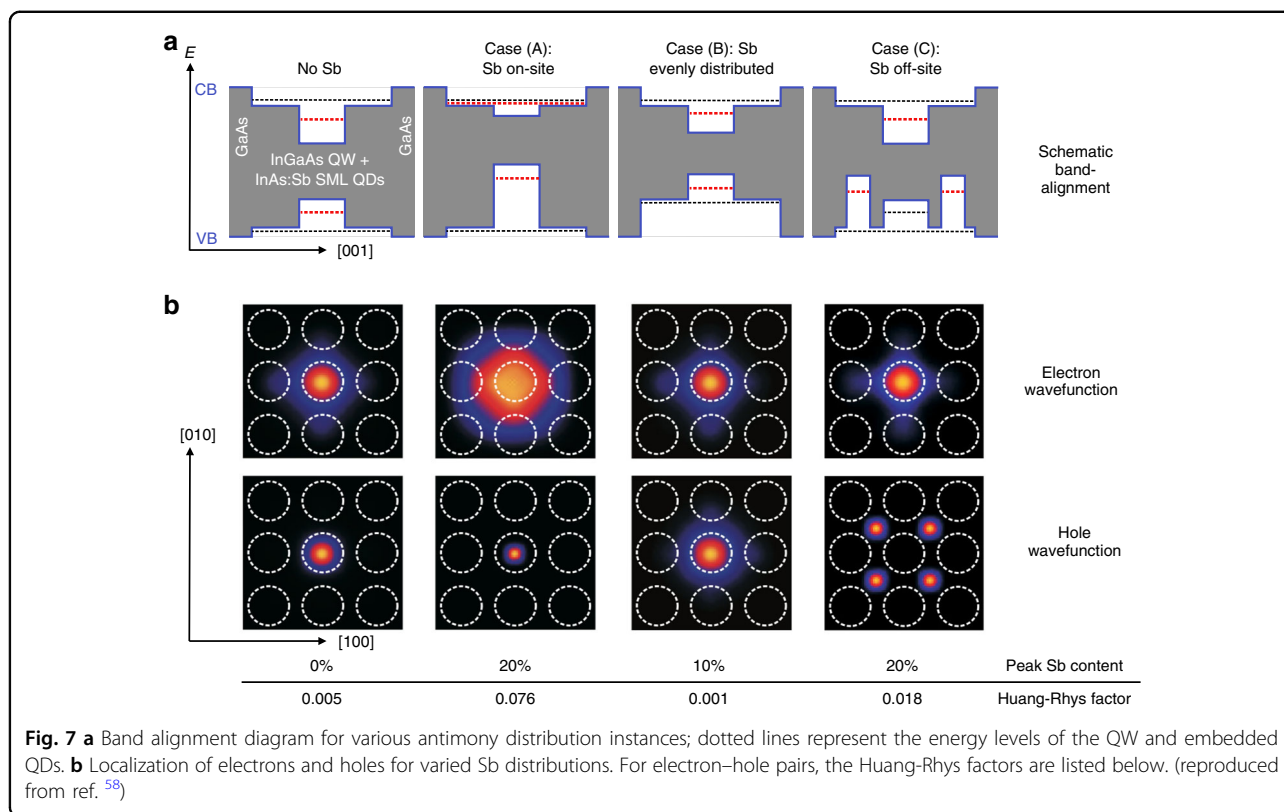 a
E
No Sb
Case (A):
Sb on-site
Case (B): Sb
evenly distributed
Case (C):
Sb off-site
CB
GaAs
GaAs
InGaAs QW +
InAs:Sb SML QDs
VB
[001]
Schematic
band-
alignment
b
Electron
wavefunction
[010]
Hole
wavefunction
[100]
0% 20% 10% 20% Peak Sb content
0.005 0.076 0.001 0.018 Huang-Rhys factor
Fig. 7 a Band alignment diagram for various antimony distribution instances; dotted lines represent the energy levels of the QW and embedded
QDs. b Localization of electrons and holes for varied Sb distributions. For electron–hole pairs, the Huang-Rhys factors are listed below. (reproduced
from ref. 58)